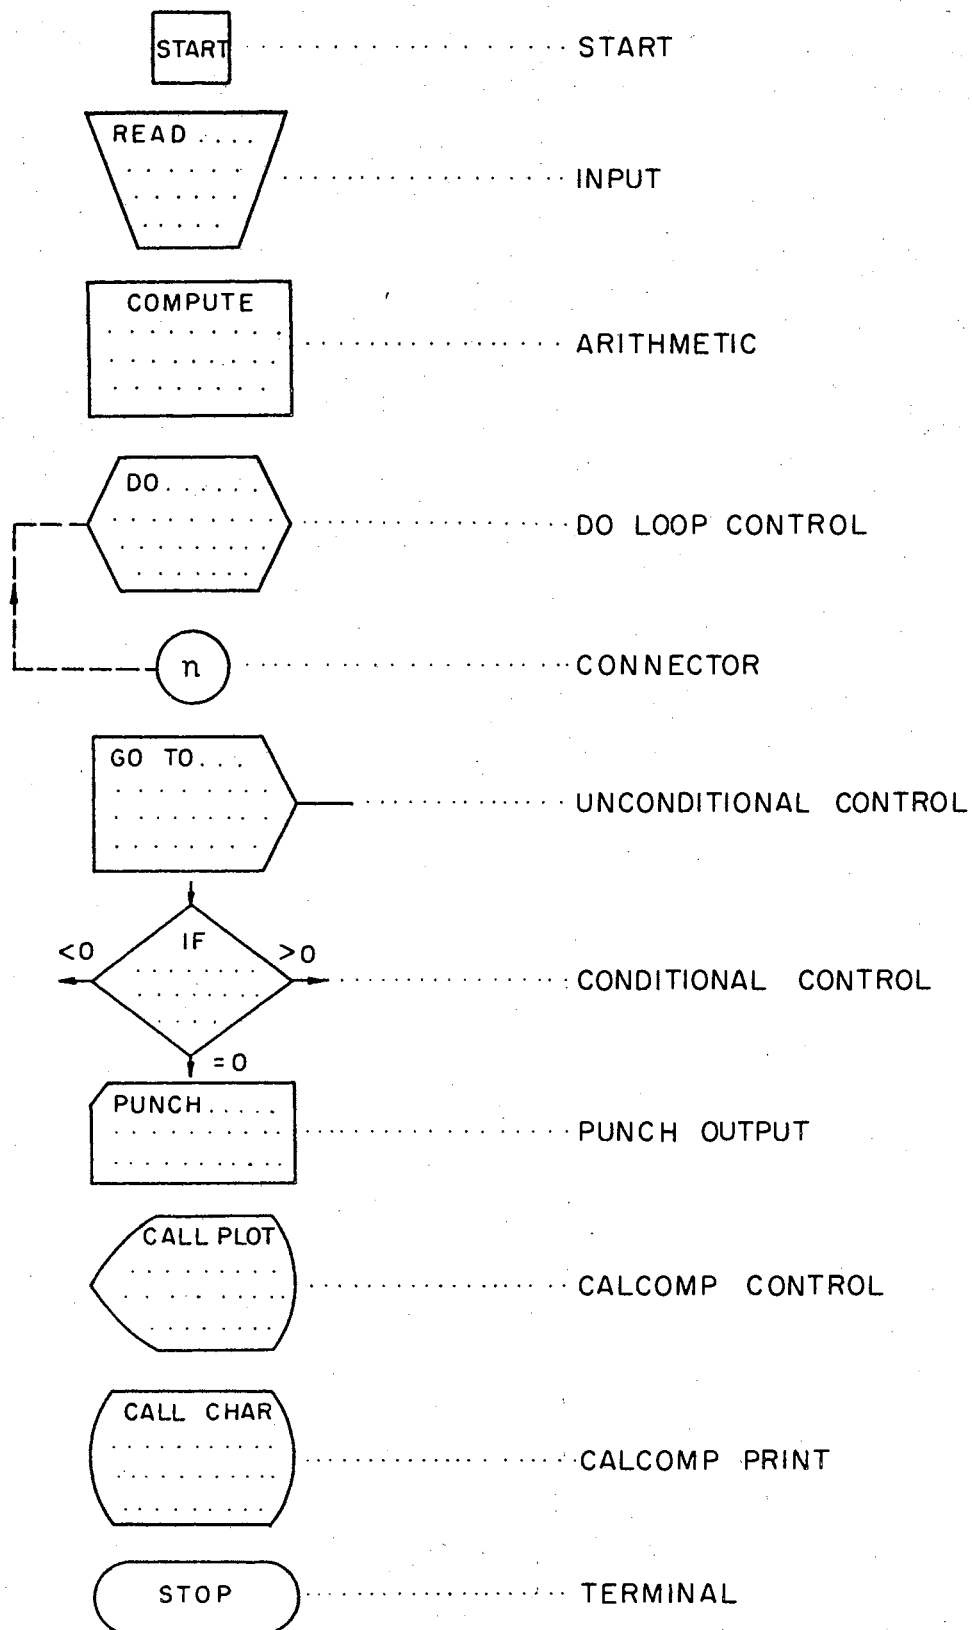 START START
READ....
INPUT
COMPUTE
ARITHMETIC
DO......
DO LOOP CONTROL
n CONNECTOR
GO TO...
UNCONDITIONAL CONTROL
IF
<0 >0
CONDITIONAL CONTROL
=0
PUNCH.....
PUNCH OUTPUT
CALL PLOT
CALCOMP CONTROL
CALL CHAR
CALCOMP PRINT
STOP TERMINAL